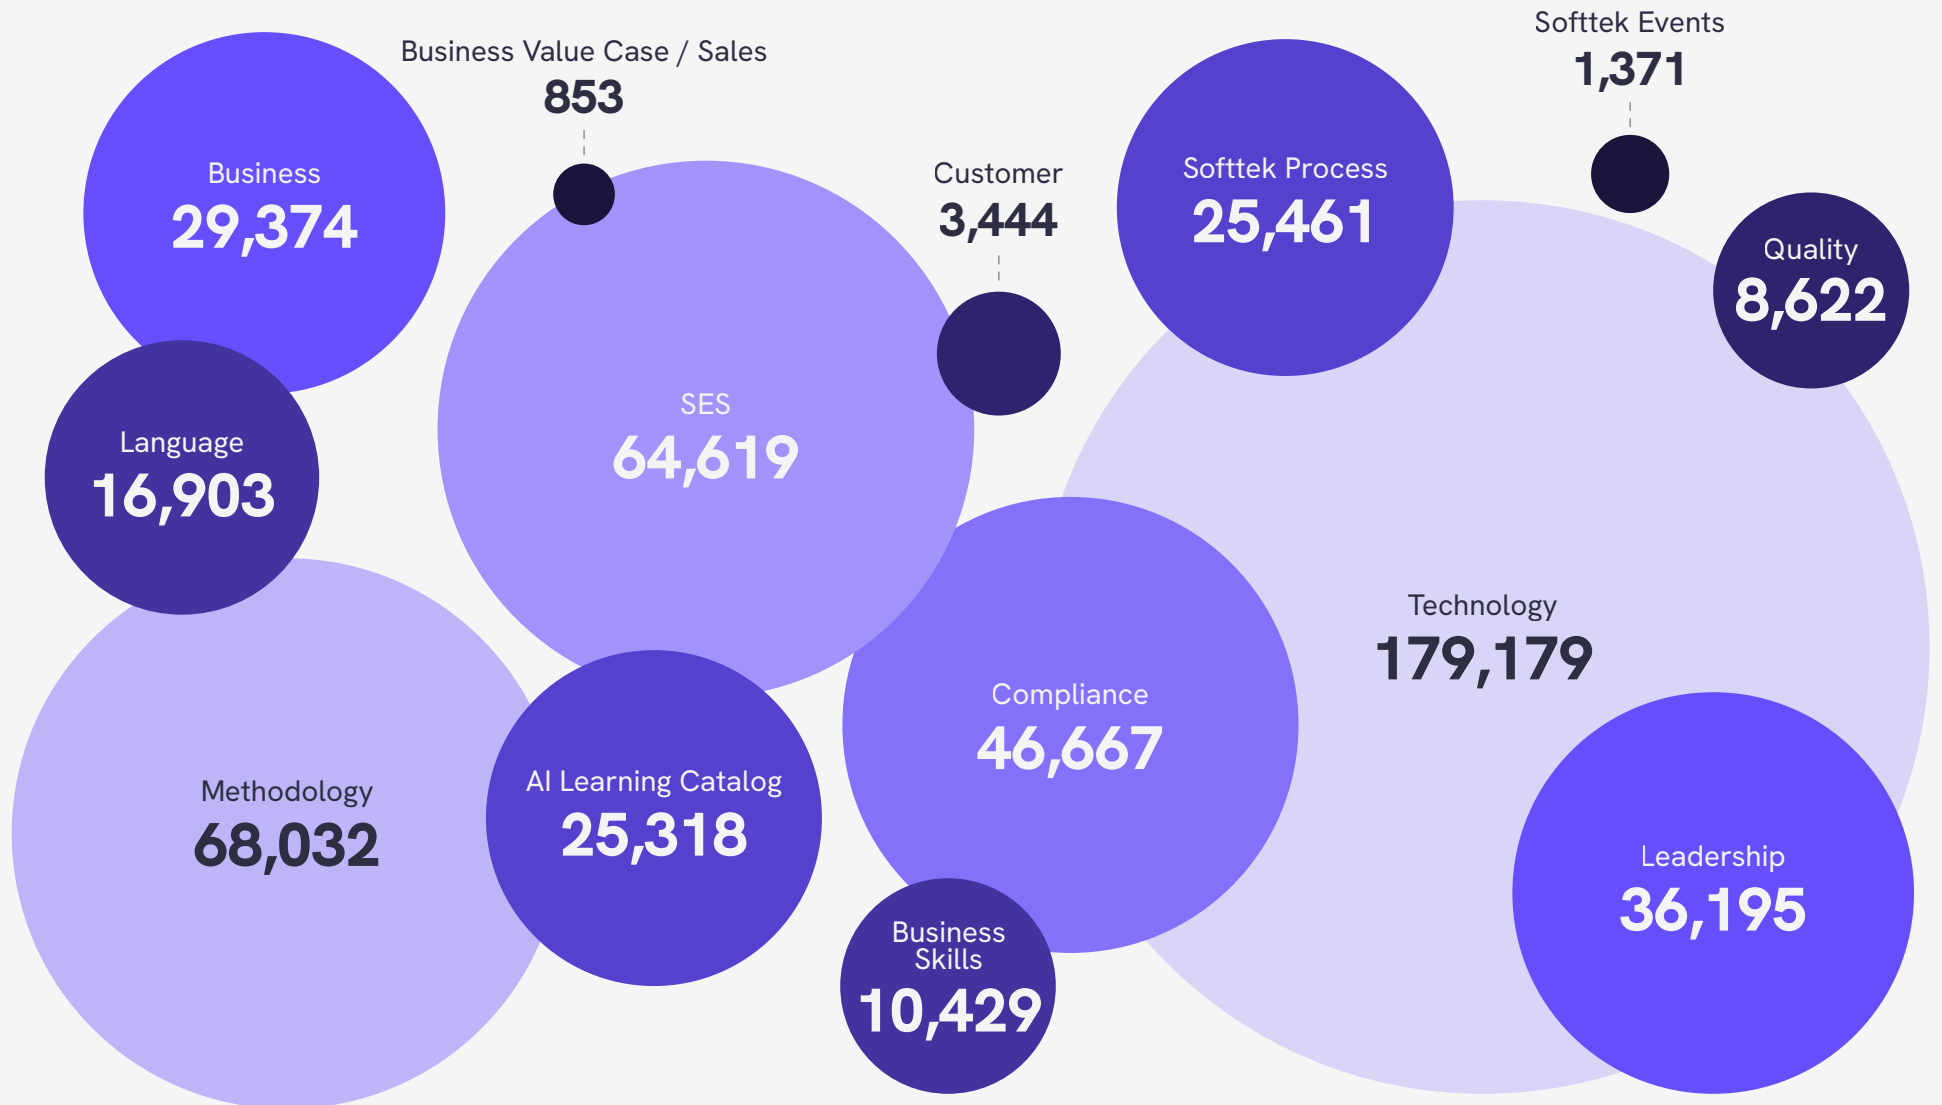 Softtek Events
1,371
Business Value Case / Sales
853
Business
29,374
Customer
3,444
Softtek Process
25,461
Quality
8,622
SES
64,619
Language
16,903
Technology
179,179
Compliance
46,667
Methodology
68,032
AI Learning Catalog
25,318
Leadership
36,195
Business
Skills
10,429